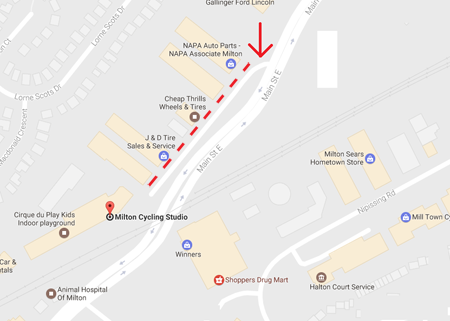 Gallinger Ford Lincoln
NAPA Auto Parts -
NAPA Associate Milton
Lorne Scots Dr
Lorne Scots Dr
Main St E
Cheap Thrills
Wheels & Tires
Macdonald Crescent
J & D Tire
Sales & Service
Main St E
Milton Sears
Hometown Store
Nipissing Rd
Cirque du Play Kids
Indoor playground
Milton Cycling Studio
Mill Town Cy
Winners
Car &
ntals
Shoppers Drug Mart
Halton Court Service
Animal Hospital
Of Milton